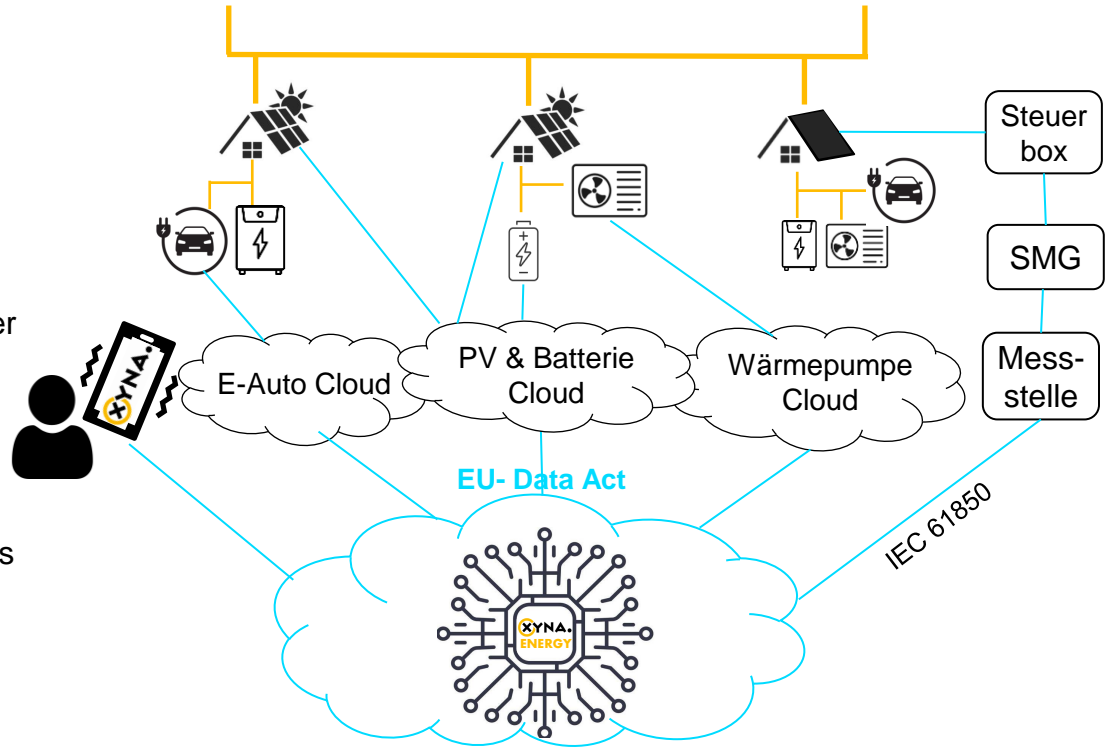 Steuer
box
SMG
er
XYNA.
E-Auto Cloud
PV & Batterie
Cloud
Wärmepumpe
Cloud
Mess-
stelle
EU- Data Act
IEC 61850
s
XYNA.
ENERGY